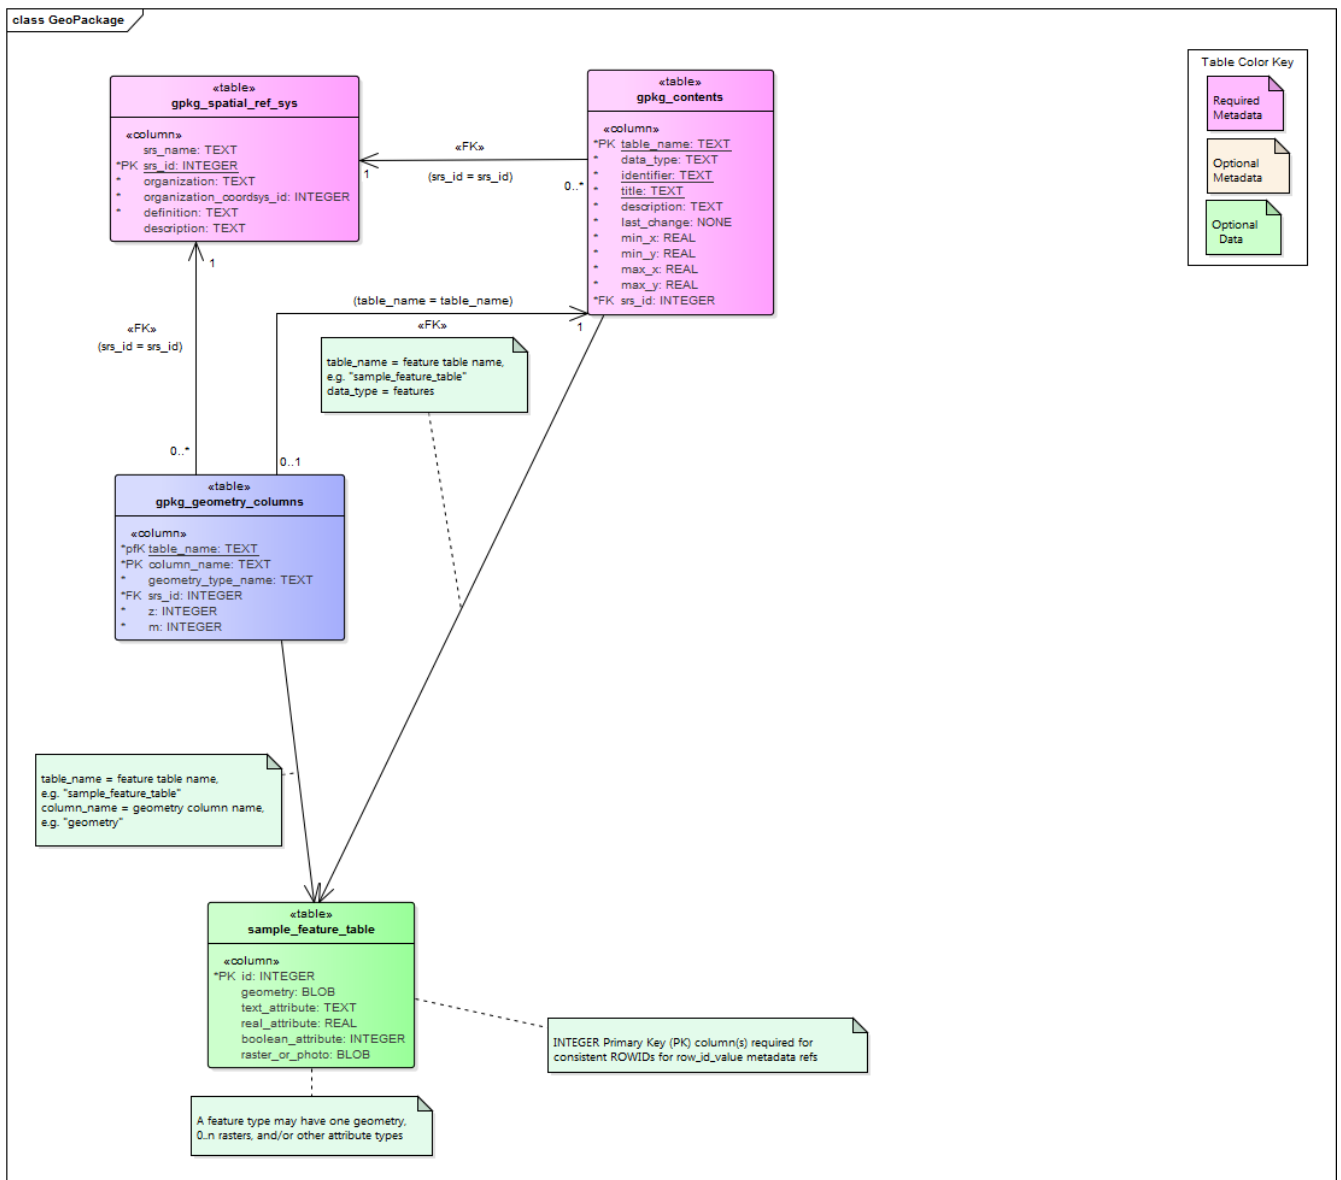 class GeoPackage
«table»
gpkg_spatial_ref_sys
«column»
srs_name: TEXT
*PK srs_id: INTEGER
* organization: TEXT
* organization_coordsys_id: INTEGER
* definition: TEXT
description: TEXT
«table»
gpkg_contents
«column»
*PK table_name: TEXT
* data_type: TEXT
* identifier: TEXT
* title: TEXT
* description: TEXT
* last_change: NONE
* min_x: REAL
* min_y: REAL
* max_x: REAL
* max_y: REAL
*FK srs_id: INTEGER
Table Color Key
Required
Metadata
Optional
Metadata
Optional
Data
«FK»
1
(srs_id = srs_id)
0..*
1
«FK»
(srs_id = srs_id)
0..*
(table_name = table_name)
«FK»
1
0..1
table_name = feature table name,
e.g. "sample_feature_table"
data_type = features
«table»
gpkg_geometry_columns
«column»
*pfK table_name: TEXT
*PK column_name: TEXT
* geometry_type_name: TEXT
*FK srs_id: INTEGER
* z: INTEGER
* m: INTEGER
table_name = feature table name,
e.g. "sample_feature_table"
column_name = geometry column name,
e.g. "geometry"
«table»
sample_feature_table
«column»
*PK id: INTEGER
geometry: BLOB
text_attribute: TEXT
real_attribute: REAL
boolean_attribute: INTEGER
raster_or_photo: BLOB
INTEGER Primary Key (PK) column(s) required for
consistent ROWIDs for row_id_value metadata refs
A feature type may have one geometry,
0..n rasters, and/or other attribute types